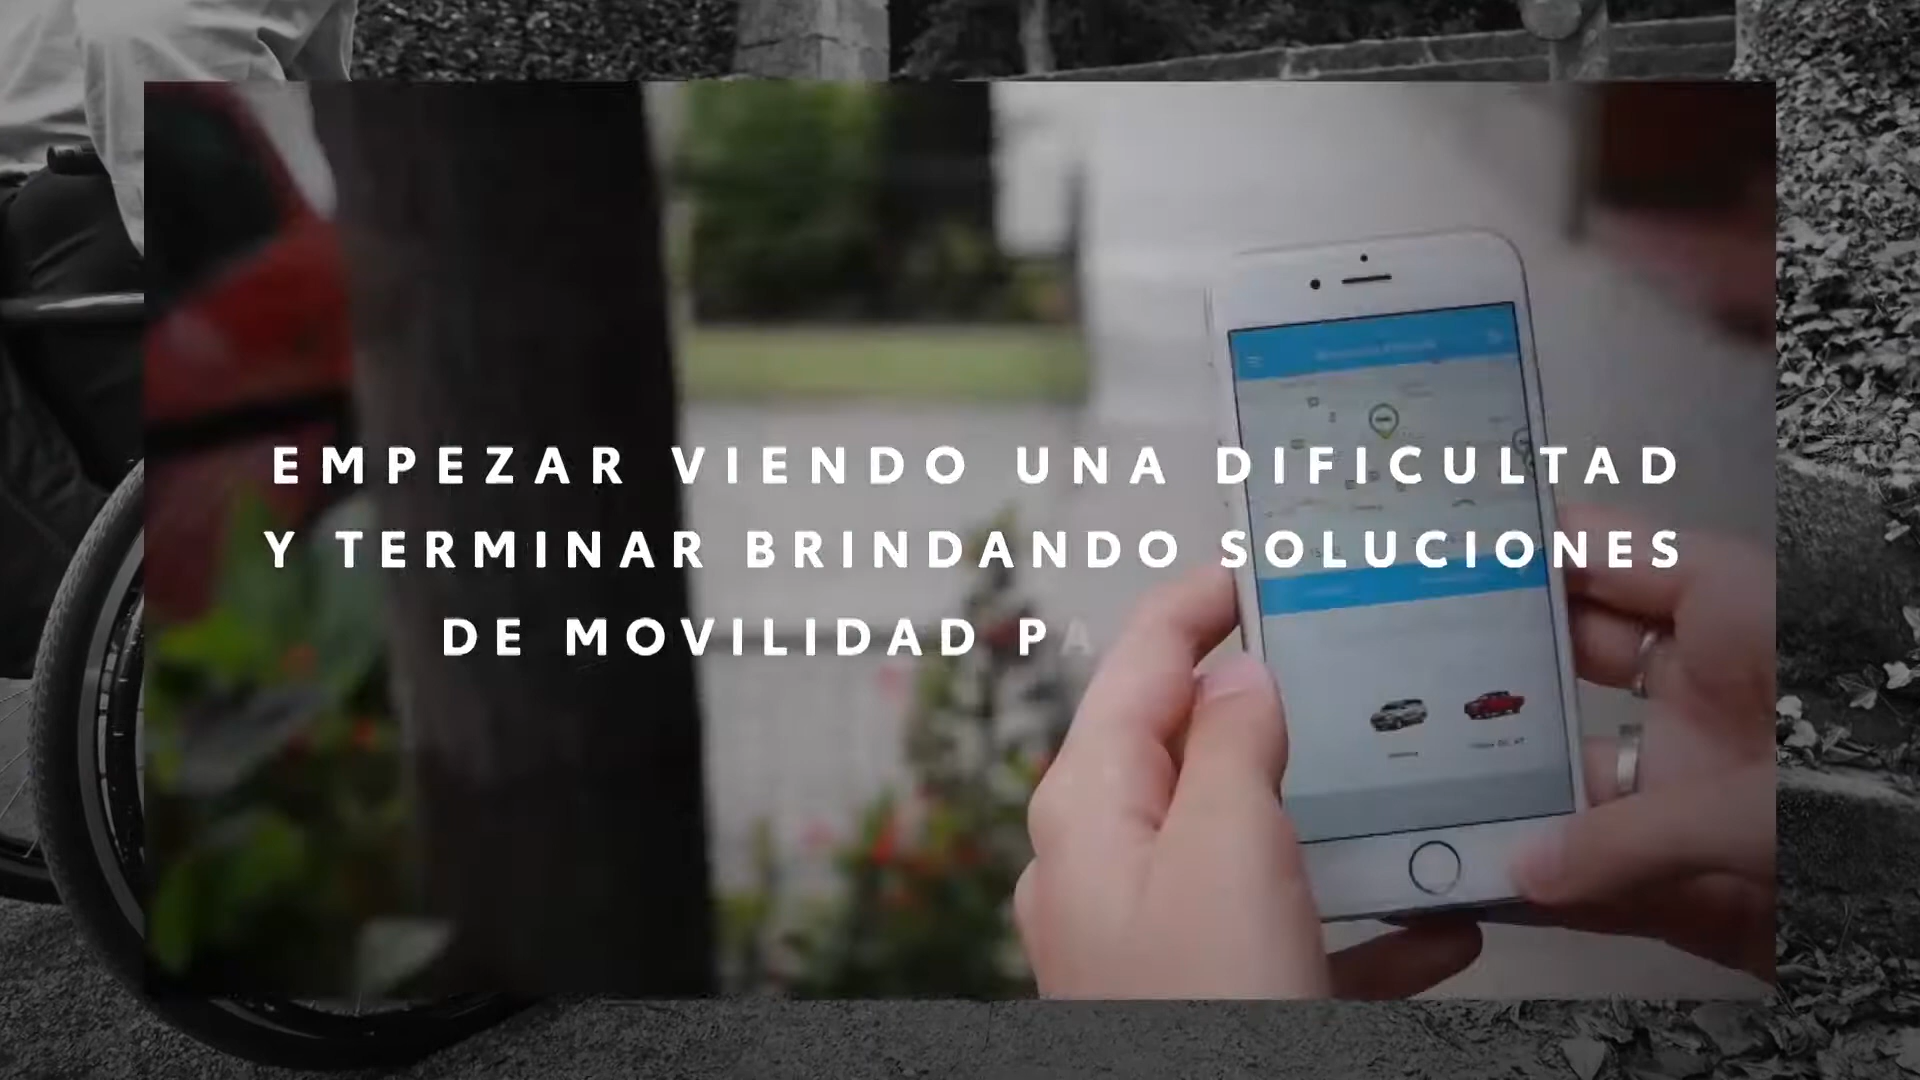 EMPEZAR VIENDO UNA DIFICULTAD
Y TERMINAR BRINDANDO SOLUCIONES
DE MOVILIDAD PA